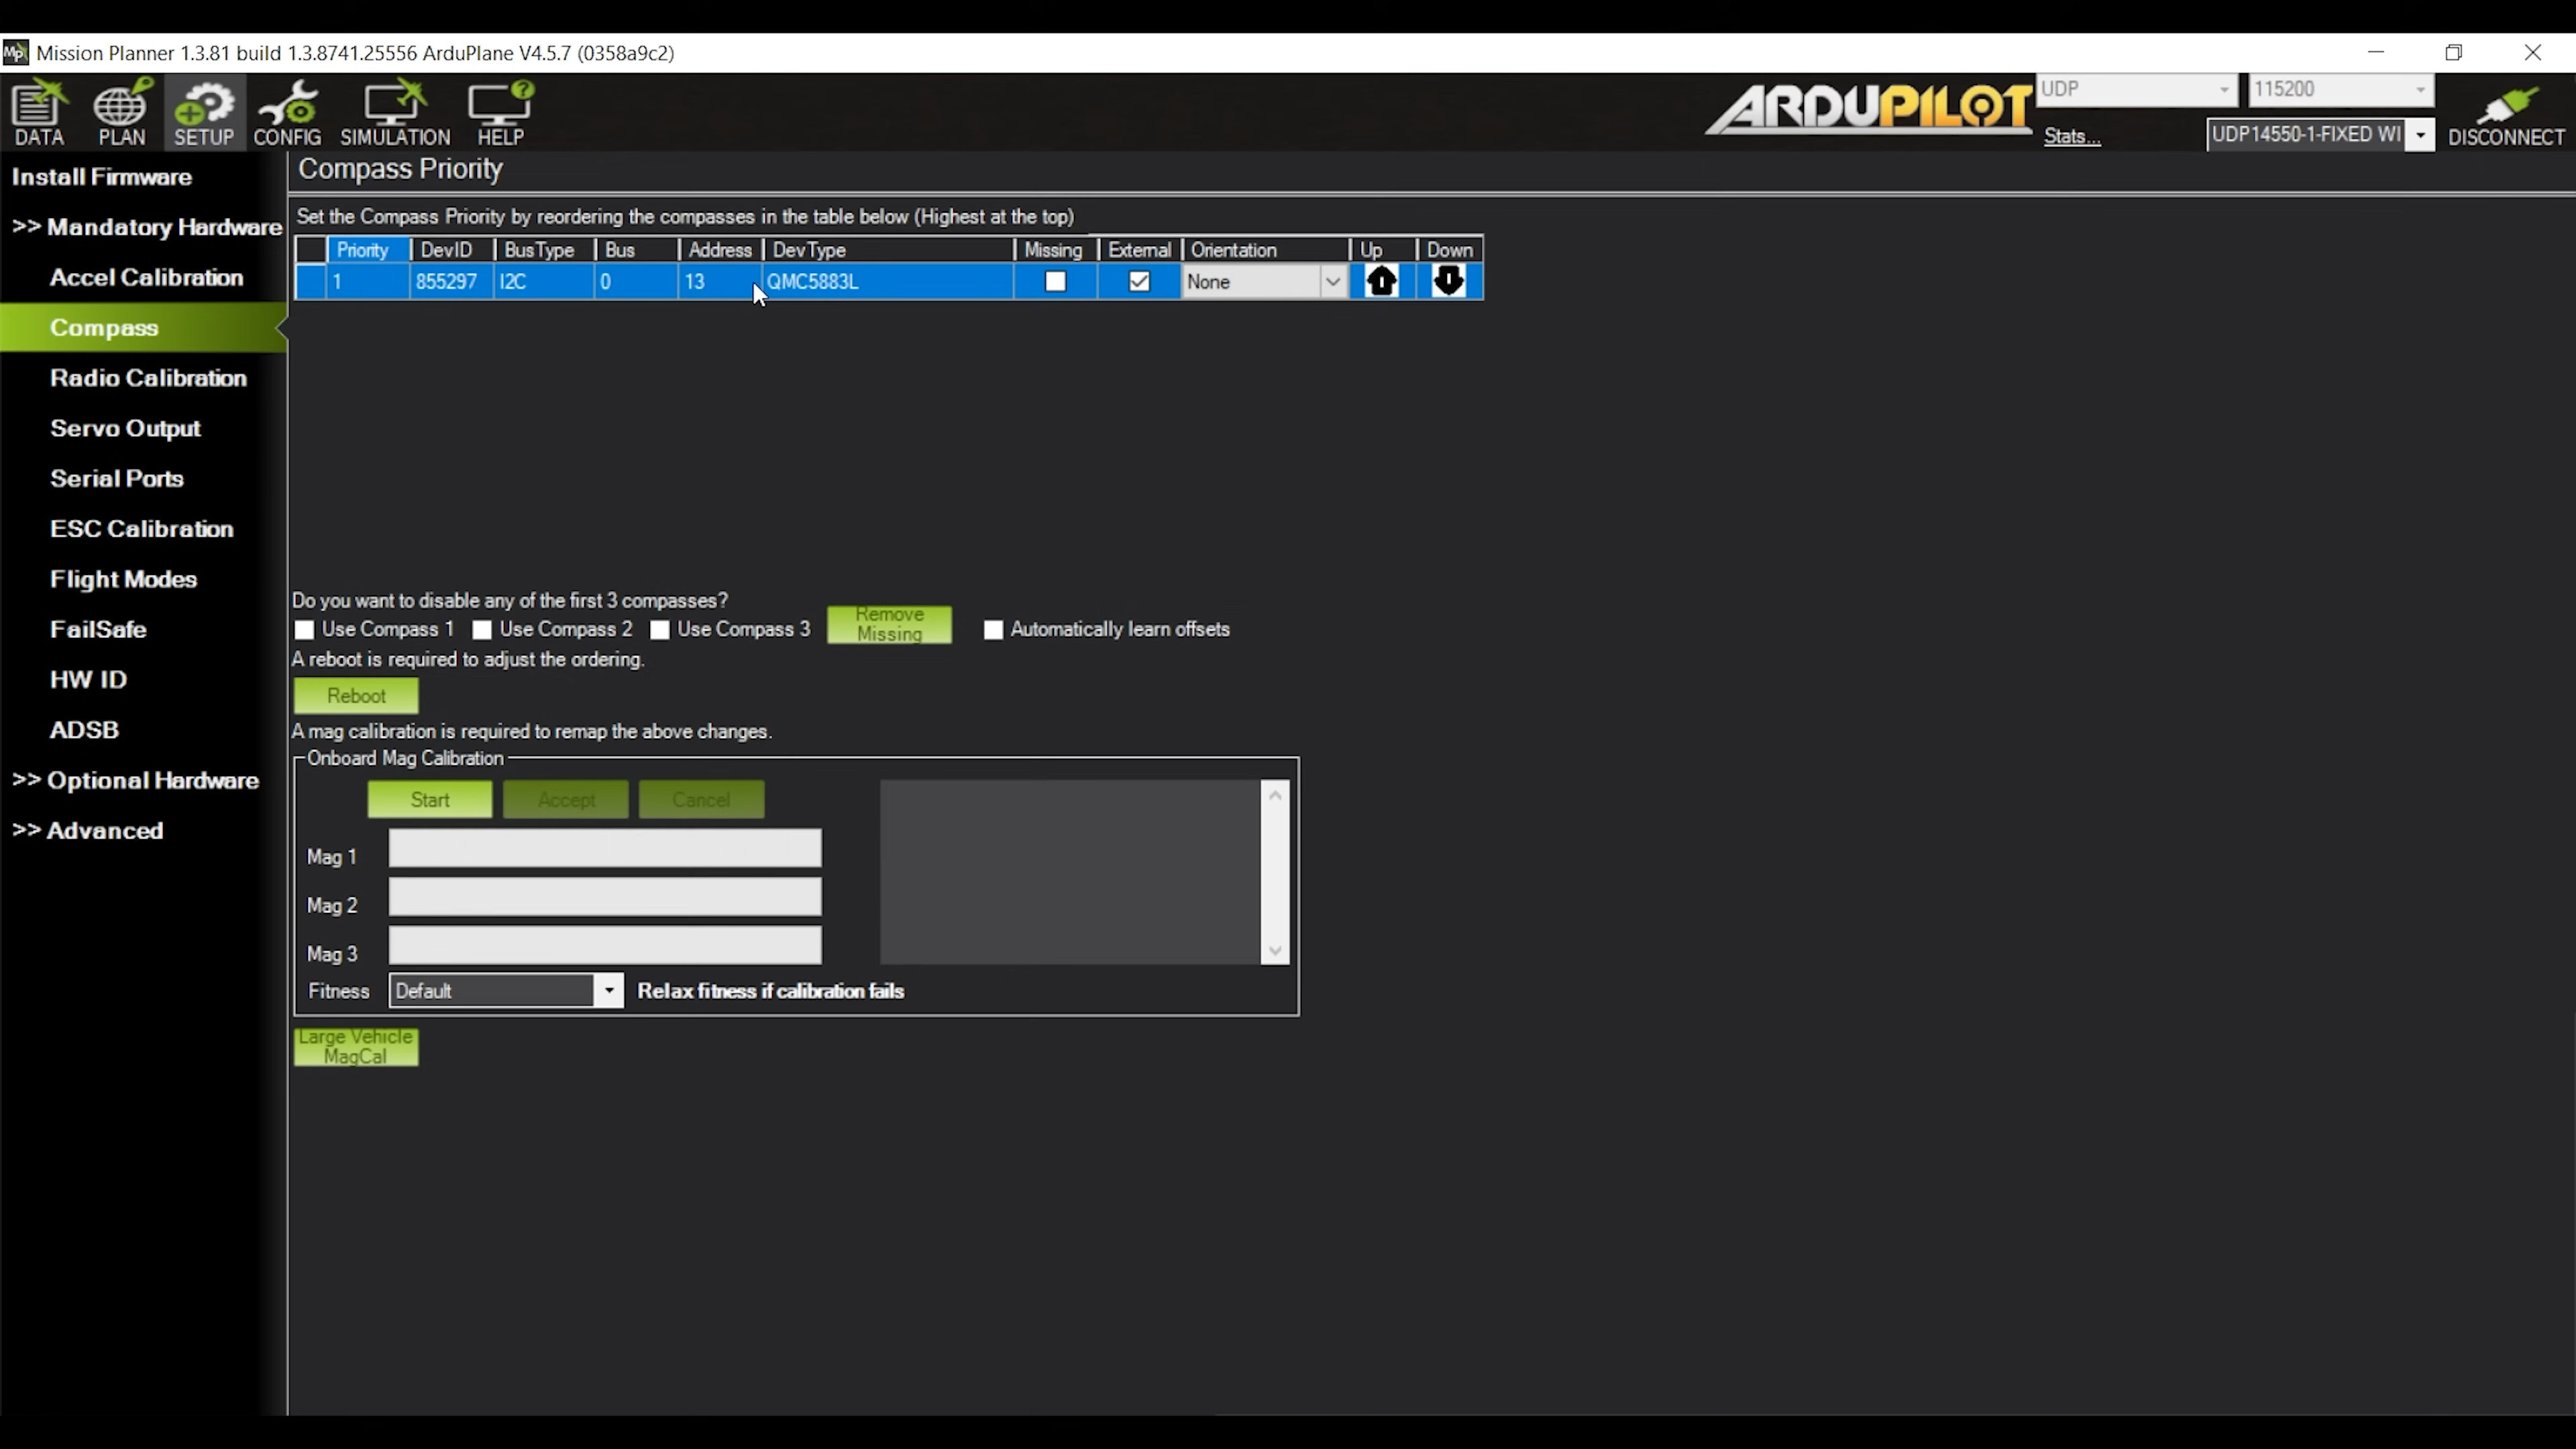 Mission Planner 1.3.81 build 1.3.8741.25556 ArduPlane V4.5.7 (0358a9c2)
DATA PLAN SETUP CONFIG SIMULATION HELP
ARDUPILOT
UDP 115200
Stats... UDP14550-1-FIXED WI DISCONNECT
Install Firmware
>> Mandatory Hardware
Accel Calibration
Compass
Radio Calibration
Servo Output
Serial Ports
ESC Calibration
Flight Modes
FailSafe
HW ID
ADSB
>> Optional Hardware
>> Advanced
Compass Priority
Set the Compass Priority by reordering the compasses in the table below (Highest at the top)
Priority DevID BusType Bus Address DevType Missing External Orientation Up Down
1 855297 I2C 0 13 QMC5883L None
Do you want to disable any of the first 3 compasses?
Use Compass 1 Use Compass 2 Use Compass 3 Remove Missing Automatically learn offsets
A reboot is required to adjust the ordering.
Reboot
A mag calibration is required to remap the above changes.
Onboard Mag Calibration
Start Accept Cancel
Mag 1
Mag 2
Mag 3
Fitness Default Relax fitness if calibration fails
Large Vehicle
MagCal